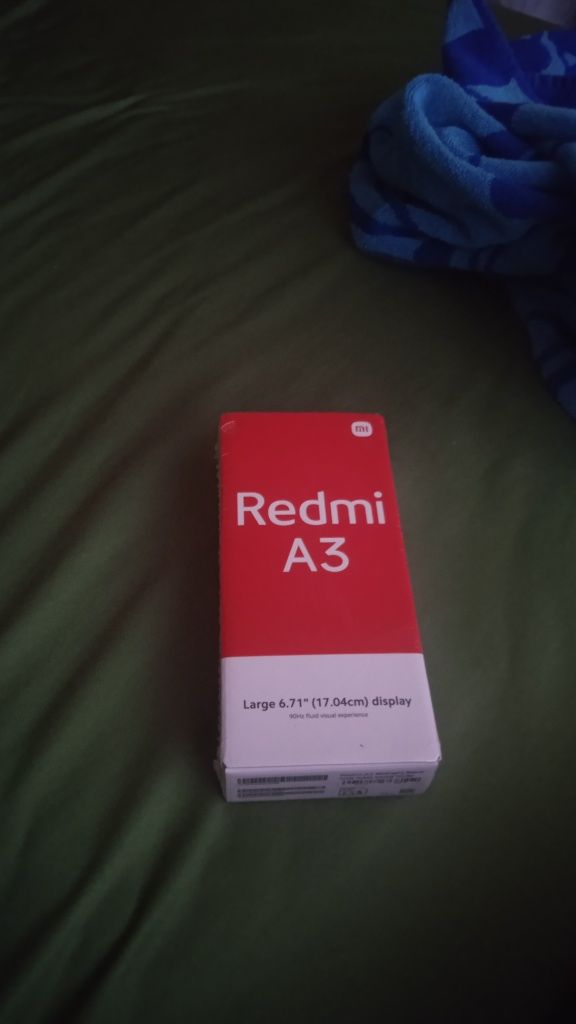 mi
Redmi
A3
Large 6.71" (17.04cm) display
90Hz fluid visual experience